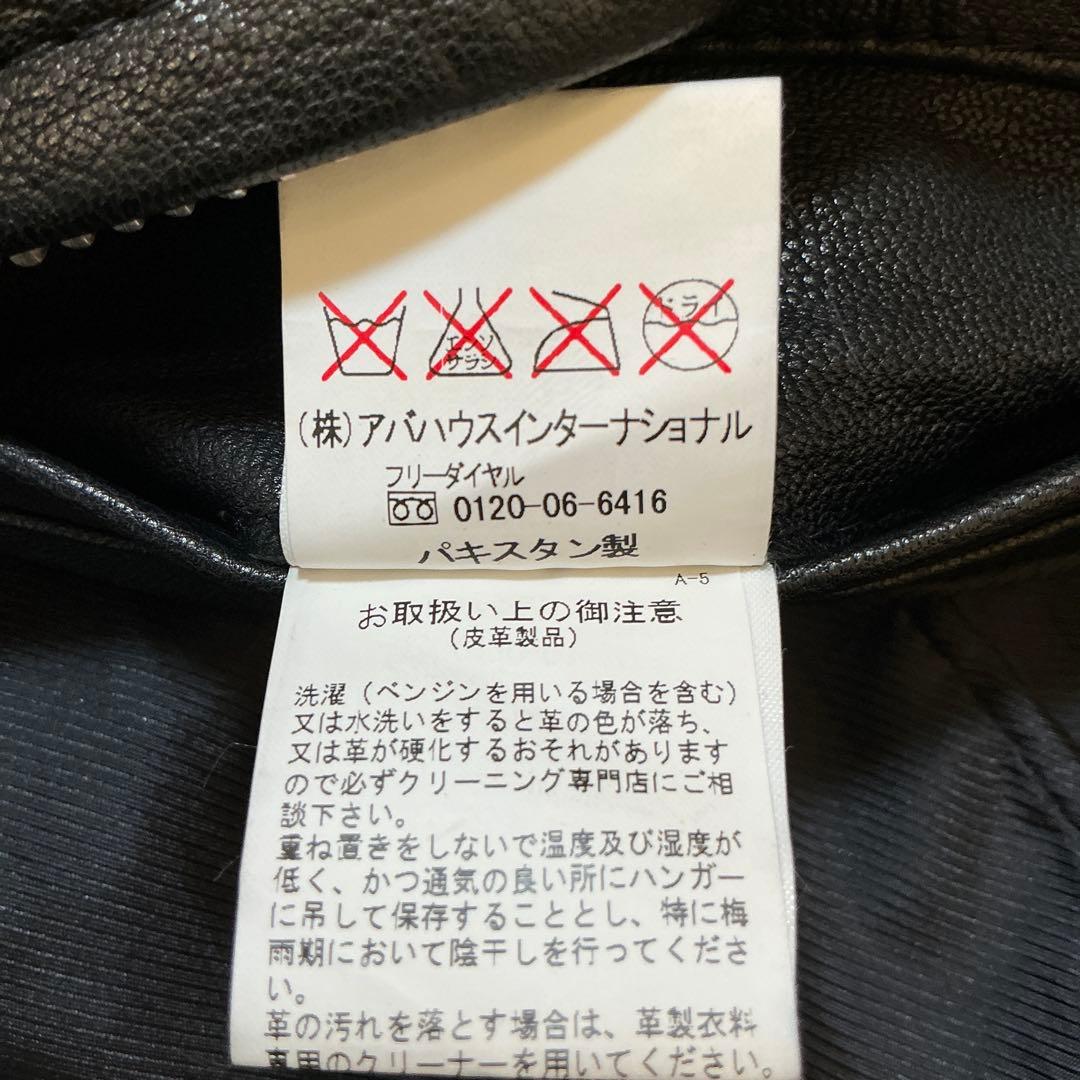 エンソ
サラシ
ドライ
(株)アバハウスインターナショナル
フリーダイヤル
0120-06-6416
パキスタン製
A-5
お取扱い上の御注意
(皮革製品)
洗濯(ベンジンを用いる場合を含む)
又は水洗いをすると革の色が落ち、
又は革が硬化するおそれがあります
ので必ずクリーニング専門店にご相
談下さい。
重ね置きをしないで温度及び湿度が
低く、かつ通気の良い所にハンガー
に吊して保存することとし、特に梅
雨期において陰干しを行ってくださ
い。
革の汚れを落とす場合は、革製衣料
専用のクリーナーを用いてください。